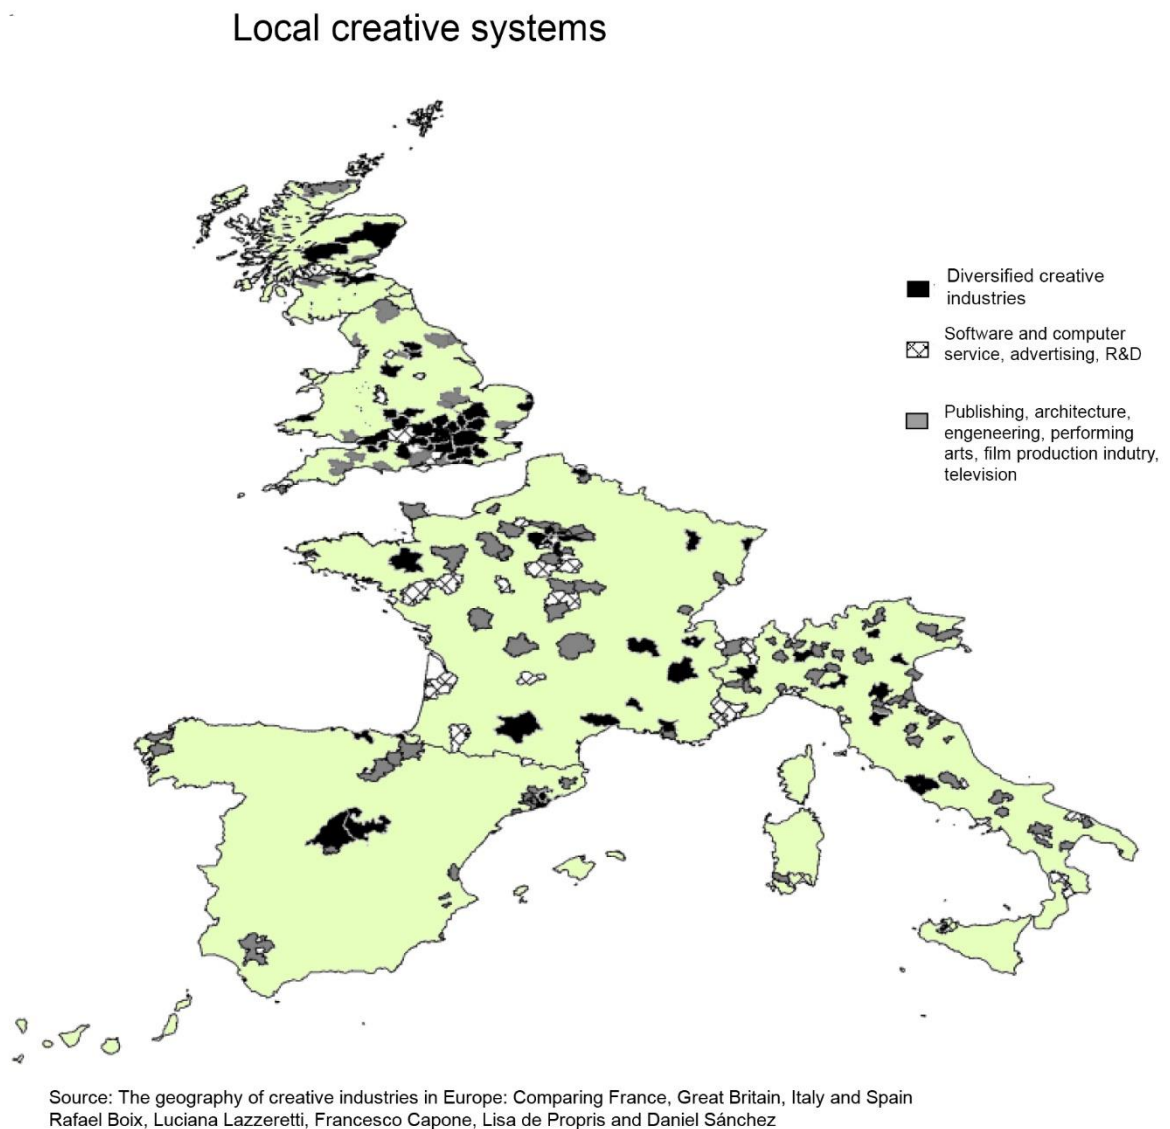 Local creative systems
Diversified creative
industries
Software and computer
service, advertising, R&D
Publishing, architecture,
engeneering, performing
arts, film production indutry,
television
Source: The geography of creative industries in Europe: Comparing France, Great Britain, Italy and Spain
Rafael Boix, Luciana Lazzeretti, Francesco Capone, Lisa de Propris and Daniel Sánchez